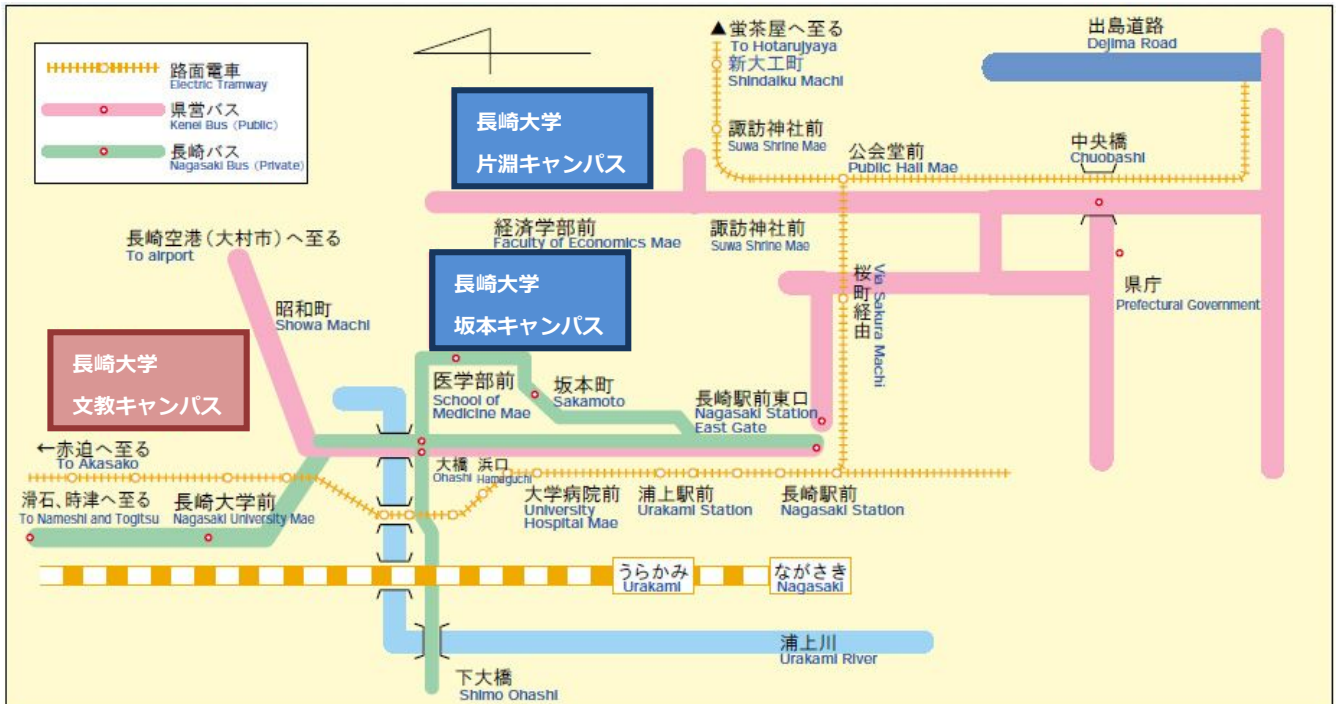 路面電車
Electric Tramway
県営バス
Kenei Bus (Public)
長崎バス
Nagasaki Bus (Private)
▲蛍茶屋へ至る
To Hotarujyaya
新大工町
Shindaiku Machi
出島道路
Dejima Road
長崎大学
片淵キャンパス
諏訪神社前
Suwa Shrine Mae
公会堂前
Public Hall Mae
中央橋
Chuobashi
経済学部前
Faculty of Economics Mae
諏訪神社前
Suwa Shrine Mae
長崎空港(大村市)へ至る
To airport
長崎大学
坂本キャンパス
桜町経由
Via Sakura Machi
県庁
Prefectural Government
昭和町
Showa Machi
長崎大学
文教キャンパス
医学部前
School of
Medicine Mae
坂本町
Sakamoto
長崎駅前東口
Nagasaki Station
East Gate
←赤迫へ至る
To Akasako
大橋
Ohashi
浜口
Hamaguchi
滑石、時津へ至る
To Nameshi and Togitsu
長崎大学前
Nagasaki University Mae
大学病院前
University
Hospital Mae
浦上駅前
Urakami Station
長崎駅前
Nagasaki Station
うらかみ
Urakami
ながさき
Nagasaki
浦上川
Urakami River
下大橋
Shimo Ohashi